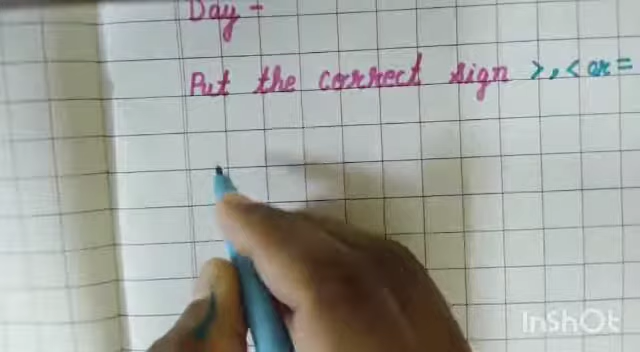 Day -
Put the correct sign >, < or =
InShOt